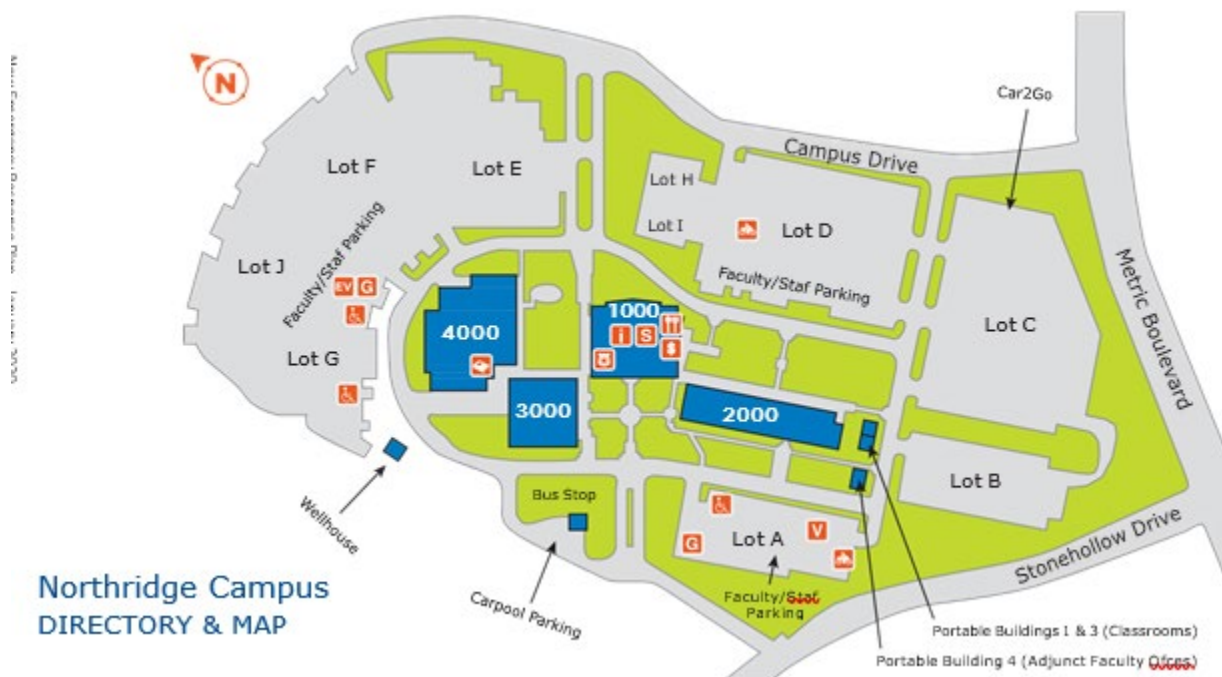 N
Car2Go
Campus Drive
Lot F
Lot E
Lot H
Lot I
Lot D
Faculty/Staf Parking
Metric Boulevard
Lot J
Faculty/Staf Parking
EV G
Lot G
Lot C
1000
4000
i S
$
3000
2000
Lot B
Bus Stop
Wellhouse
V
G
Lot A
Stonehollow Drive
Faculty/Staf
Parking
Carpool Parking
Northridge Campus
DIRECTORY & MAP
Portable Buildings 1 & 3 (Classrooms)
Portable Building 4 (Adjunct Faculty Ofces)